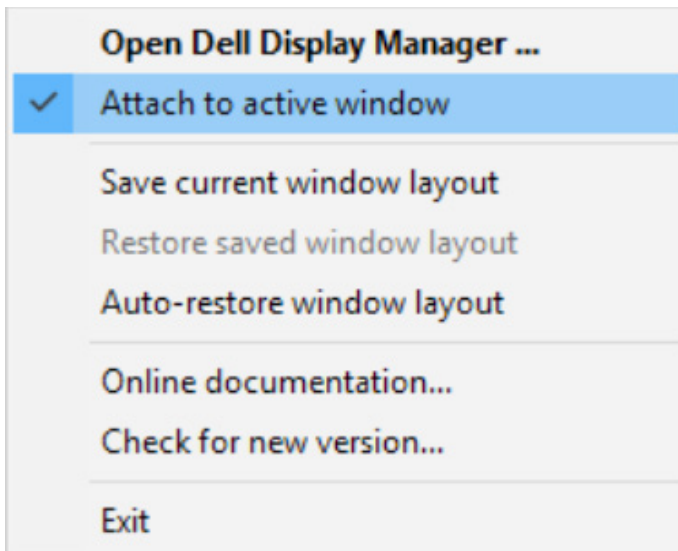 Open Dell Display Manager ...
Attach to active window
Save current window layout
Restore saved window layout
Auto-restore window layout
Online documentation...
Check for new version...
Exit